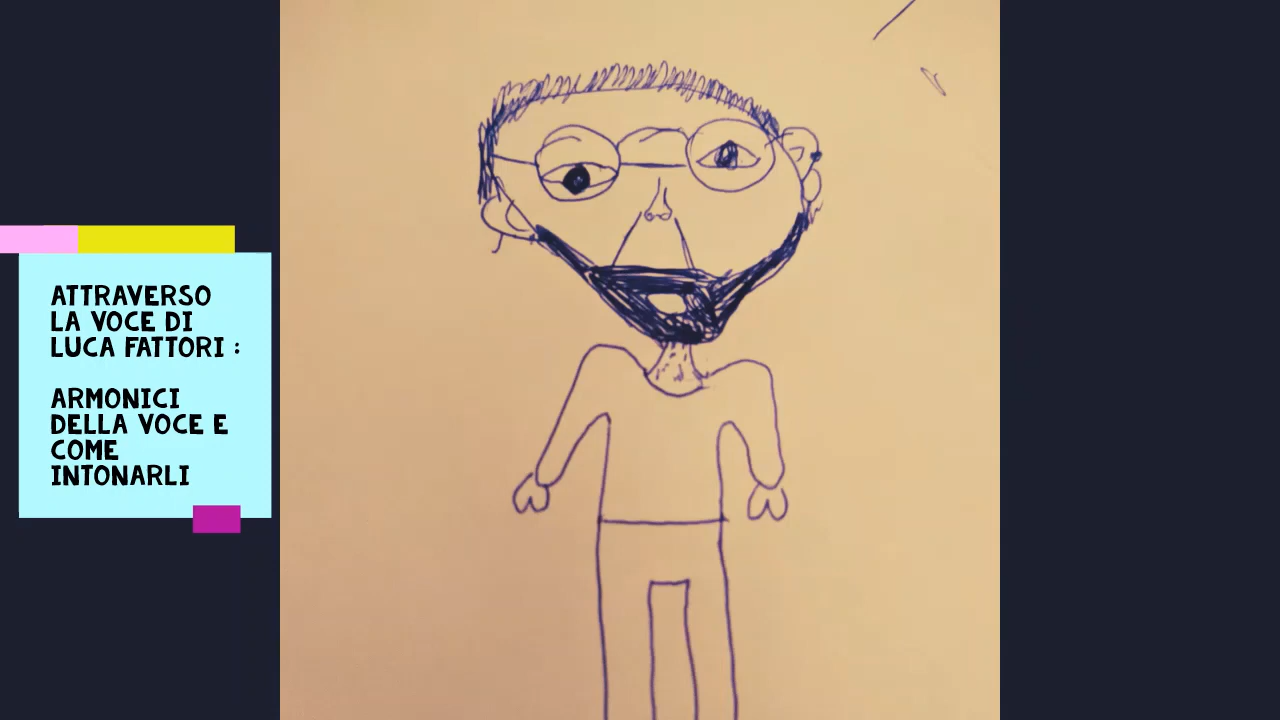 ATTRAVERSO
LA VOCE DI
LUCA FATTORI :
ARMONICI
DELLA VOCE E
COME
INTONARLI